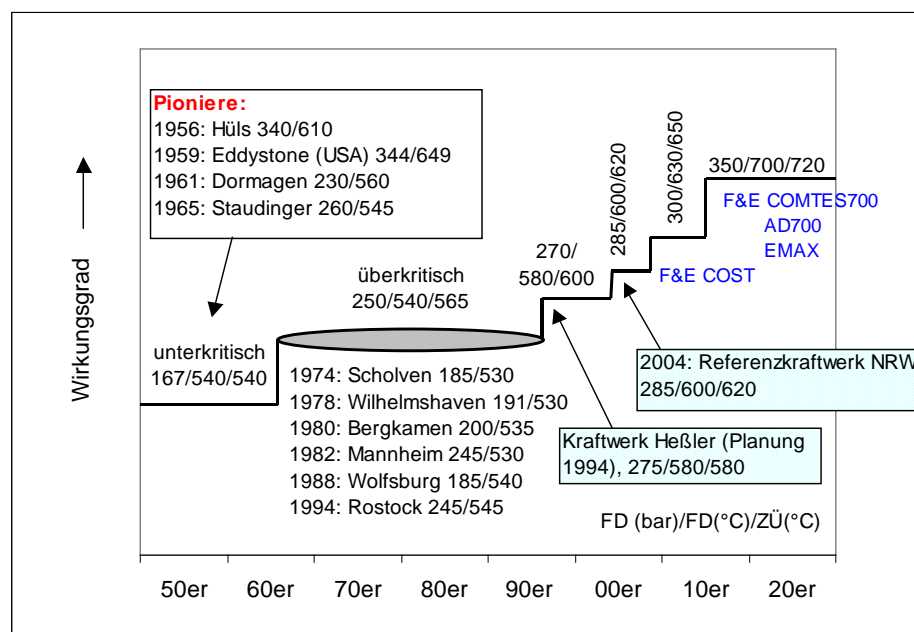 Pioniere:
1956: Hüls 340/610
1959: Eddystone (USA) 344/649
1961: Dormagen 230/560
1965: Staudinger 260/545
Wirkungsgrad
unterkritisch
167/540/540
überkritisch
250/540/565
1974: Scholven 185/530
1978: Wilhelmshaven 191/530
1980: Bergkamen 200/535
1982: Mannheim 245/530
1988: Wolfsburg 185/540
1994: Rostock 245/545
270/
580/600
285/600/620
300/630/650
350/700/720
F&E COMTES700
AD700
EMAX
F&E COST
2004: Referenzkraftwerk NRW
285/600/620
Kraftwerk Heßler (Planung
1994), 275/580/580
FD (bar)/FD(°C)/ZÜ(°C)
50er 60er 70er 80er 90er 00er 10er 20er